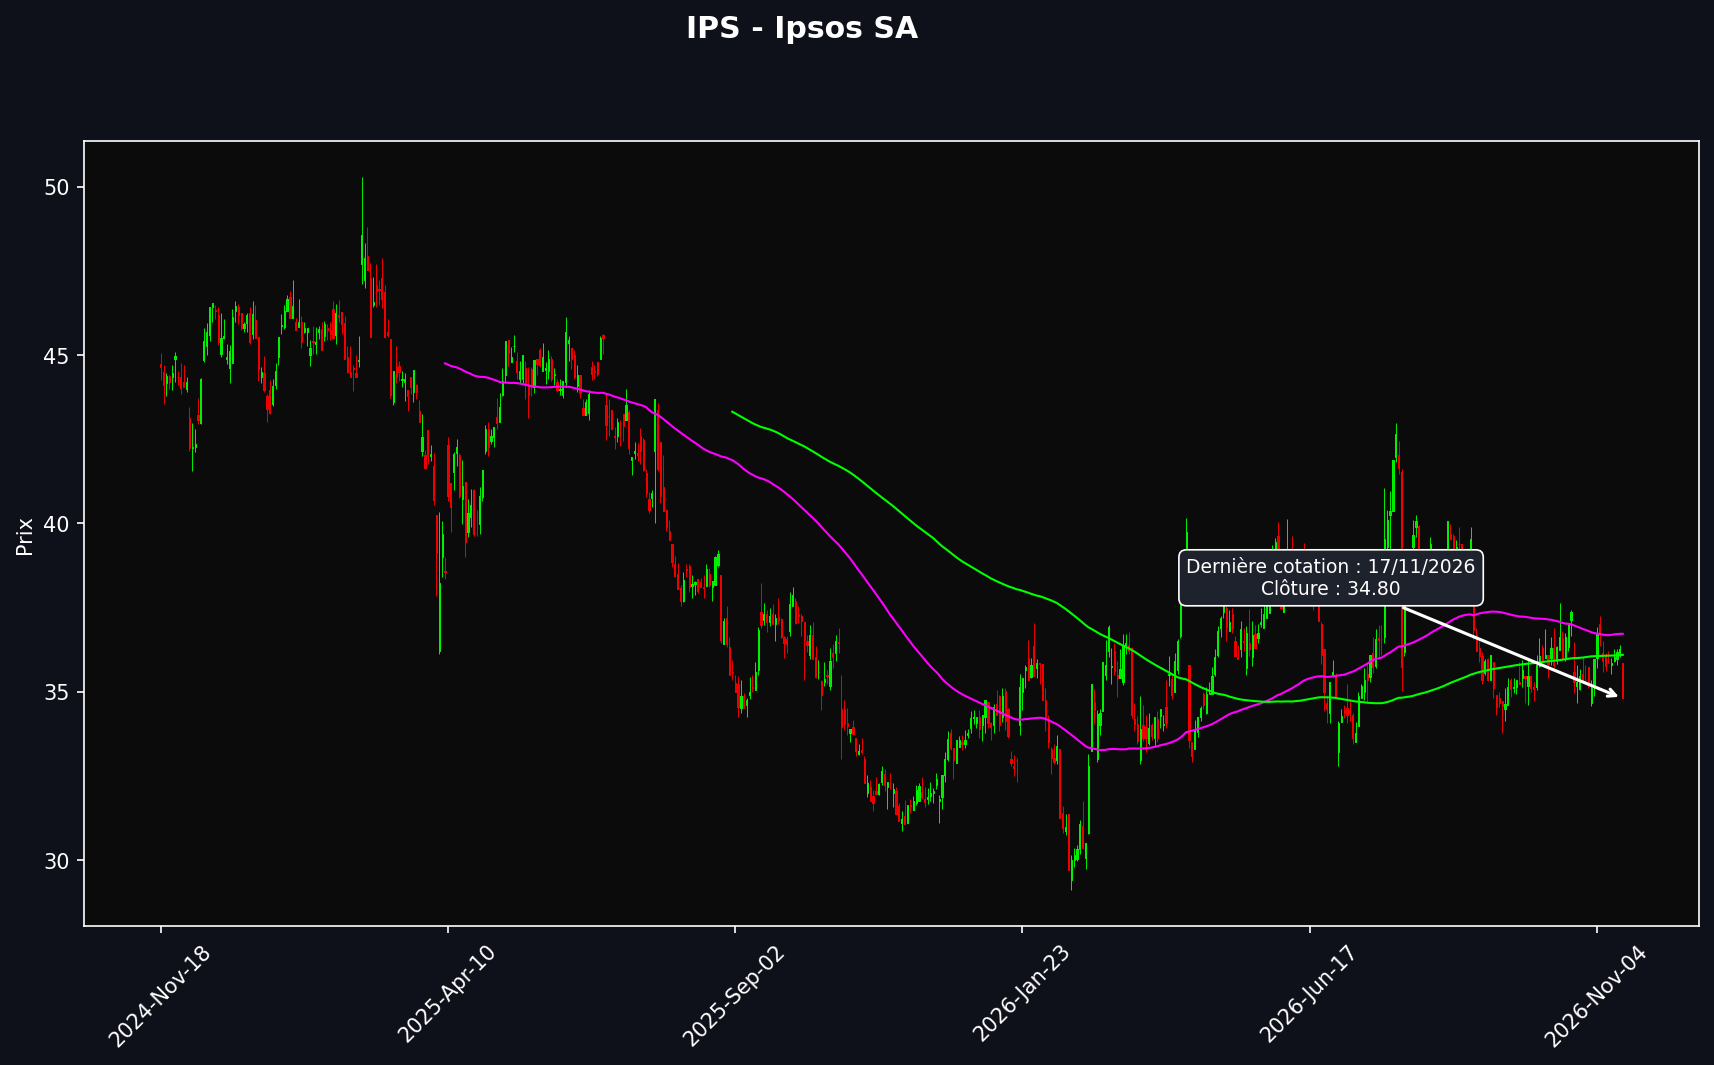 IPS - Ipsos SA
Prix
50
45
40
35
30
Dernière cotation : 17/11/2026
Clôture : 34.80
2024-Nov-18
2025-Apr-10
2025-Sep-02
2026-Jan-23
2026-Jun-17
2026-Nov-04